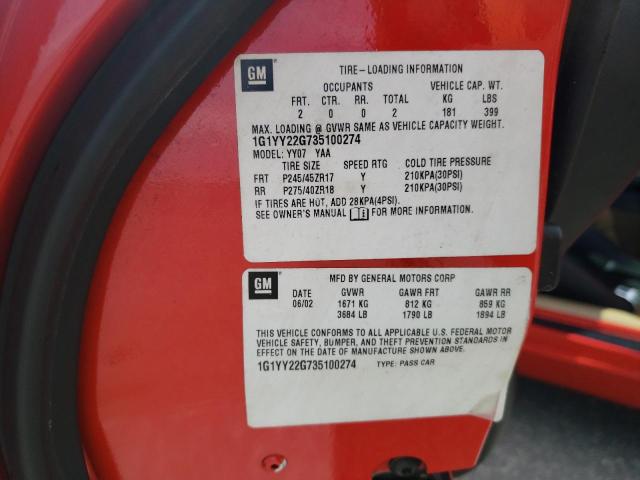 GM
TIRE-LOADING INFORMATION
OCCUPANTS VEHICLE CAP. WT.
FRT. CTR. RR. TOTAL KG LBS
2 0 0 2 181 399
MAX. LOADING @ GVWR SAME AS VEHICLE CAPACITY WEIGHT.
1G1YY22G735100274
MODEL: YY07 YAA
TIRE SIZE SPEED RTG COLD TIRE PRESSURE
FRT P245/45ZR17 Y 210KPA(30PSI)
RR P275/40ZR18 Y 210KPA(30PSI)
IF TIRES ARE HOT, ADD 28KPA(4PSI).
SEE OWNER'S MANUAL FOR MORE INFORMATION.
GM
MFD BY GENERAL MOTORS CORP
DATE GVWR GAWR FRT GAWR RR
06/02 1671 KG 812 KG 859 KG
3684 LB 1790 LB 1894 LB
THIS VEHICLE CONFORMS TO ALL APPLICABLE U.S. FEDERAL MOTOR
VEHICLE SAFETY, BUMPER, AND THEFT PREVENTION STANDARDS IN
EFFECT ON THE DATE OF MANUFACTURE SHOWN ABOVE.
1G1YY22G735100274 TYPE: PASS CAR